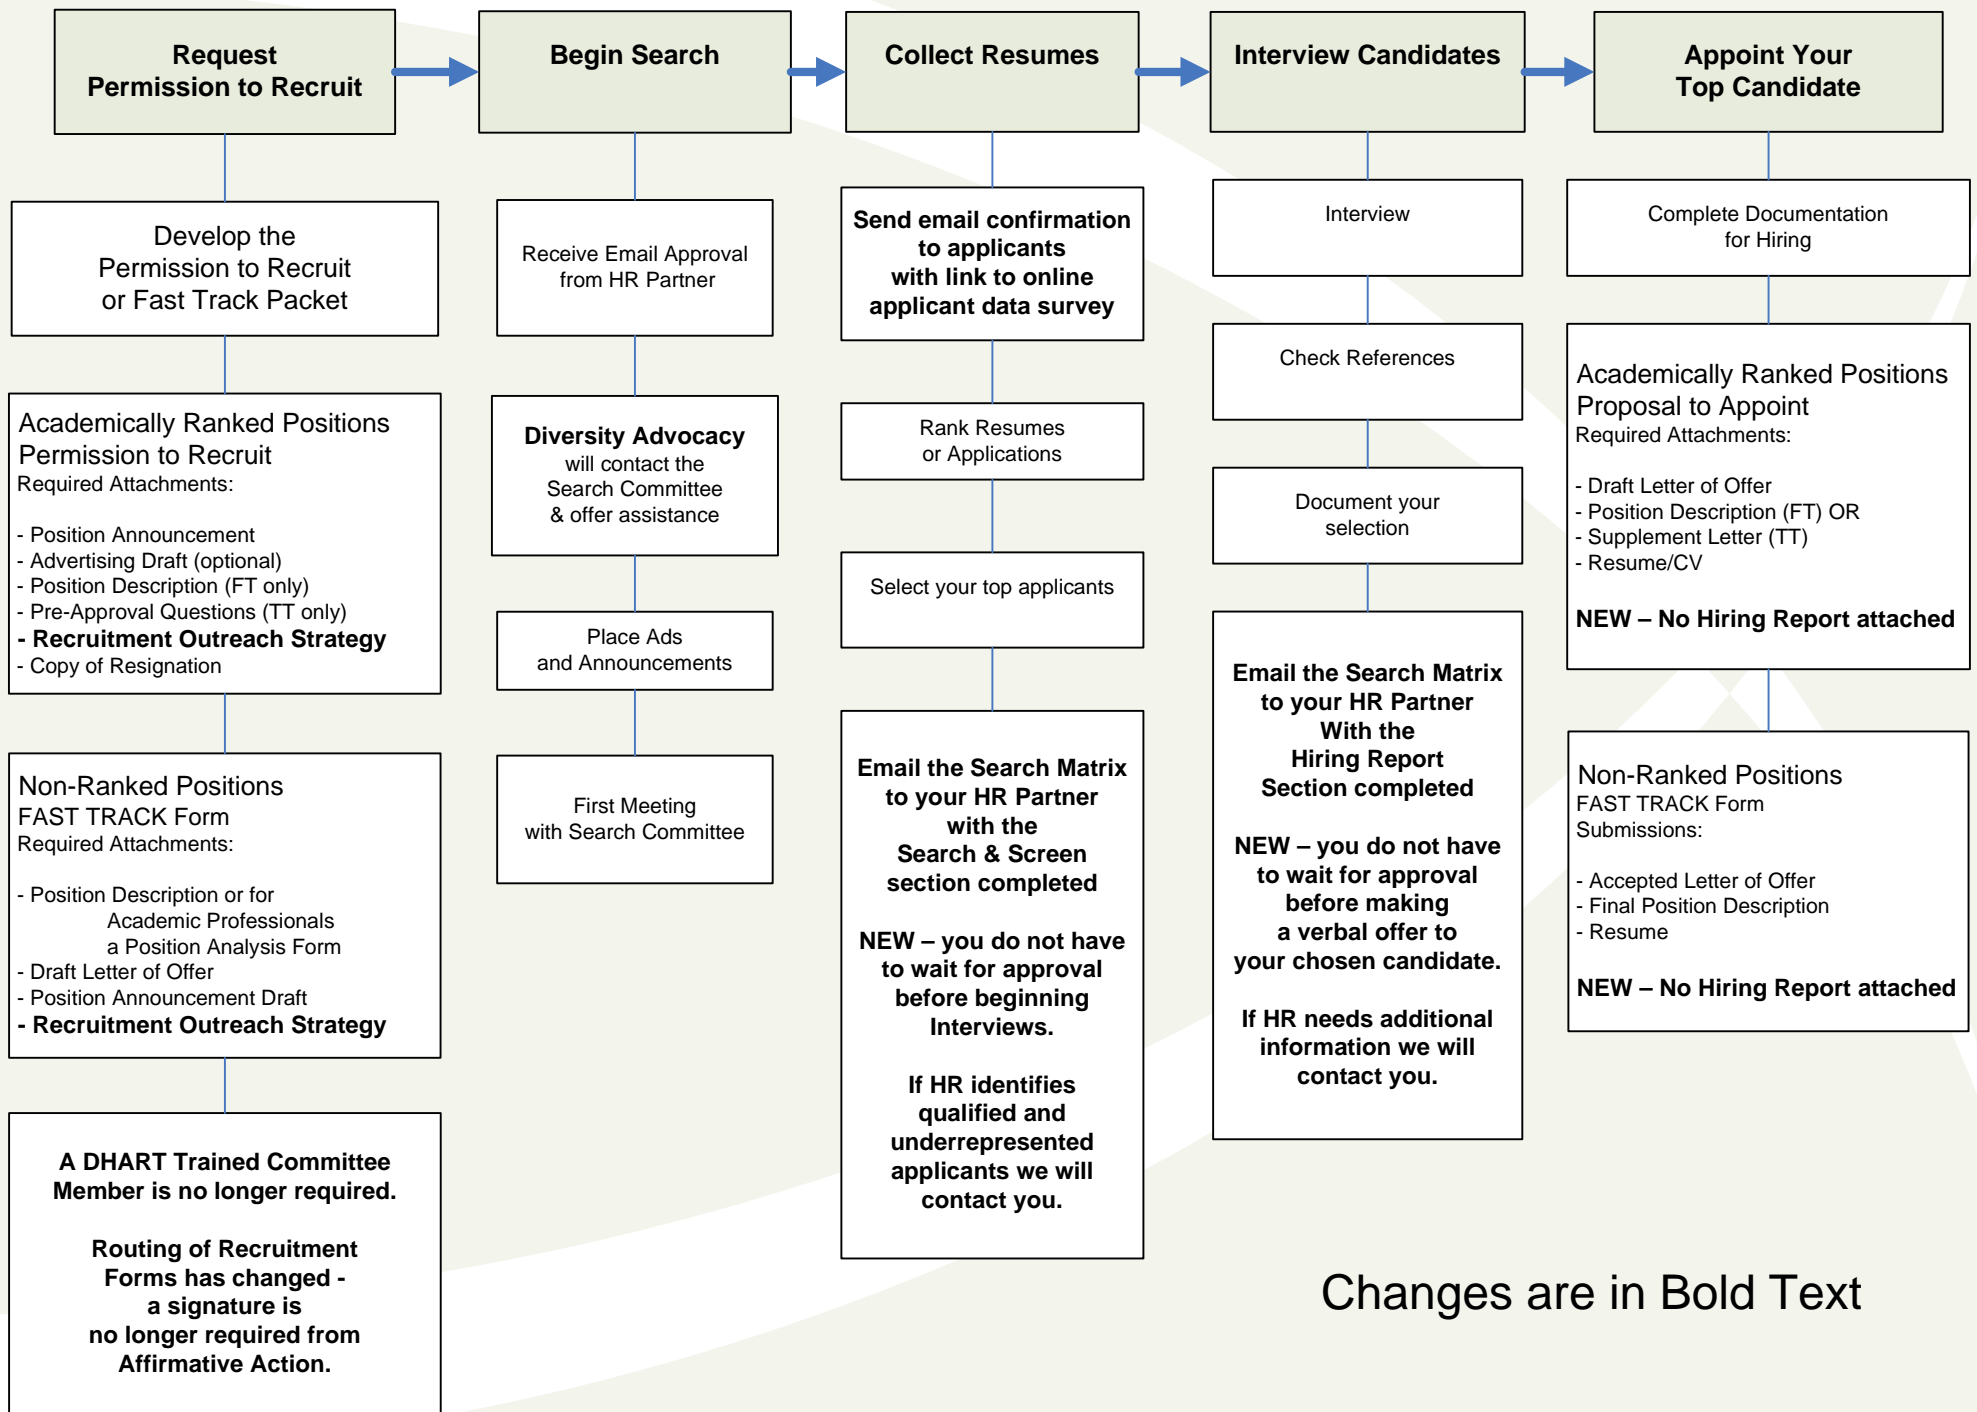 Request
Permission to Recruit
Develop the
Permission to Recruit
or Fast Track Packet
Academically Ranked Positions
Permission to Recruit
Required Attachments:
- Position Announcement
- Advertising Draft (optional)
- Position Description (FT only)
- Pre-Approval Questions (TT only)
- Recruitment Outreach Strategy
- Copy of Resignation
Non-Ranked Positions
FAST TRACK Form
Required Attachments:
- Position Description or for
Academic Professionals
a Position Analysis Form
- Draft Letter of Offer
- Position Announcement Draft
- Recruitment Outreach Strategy
A DHART Trained Committee
Member is no longer required.
Routing of Recruitment
Forms has changed -
a signature is
no longer required from
Affirmative Action.
Begin Search
Receive Email Approval
from HR Partner
Diversity Advocacy
will contact the
Search Committee
& offer assistance
Place Ads
and Announcements
First Meeting
with Search Committee
Collect Resumes
Send email confirmation
to applicants
with link to online
applicant data survey
Rank Resumes
or Applications
Select your top applicants
Email the Search Matrix
to your HR Partner
with the
Search & Screen
section completed
NEW – you do not have
to wait for approval
before beginning
Interviews.
If HR identifies
qualified and
underrepresented
applicants we will
contact you.
Interview Candidates
Interview
Check References
Document your
selection
Email the Search Matrix
to your HR Partner
With the
Hiring Report
Section completed
NEW – you do not have
to wait for approval
before making
a verbal offer to
your chosen candidate.
If HR needs additional
information we will
contact you.
Appoint Your
Top Candidate
Complete Documentation
for Hiring
Academically Ranked Positions
Proposal to Appoint
Required Attachments:
- Draft Letter of Offer
- Position Description (FT) OR
- Supplement Letter (TT)
- Resume/CV
NEW – No Hiring Report attached
Non-Ranked Positions
FAST TRACK Form
Submissions:
- Accepted Letter of Offer
- Final Position Description
- Resume
NEW – No Hiring Report attached
Changes are in Bold Text